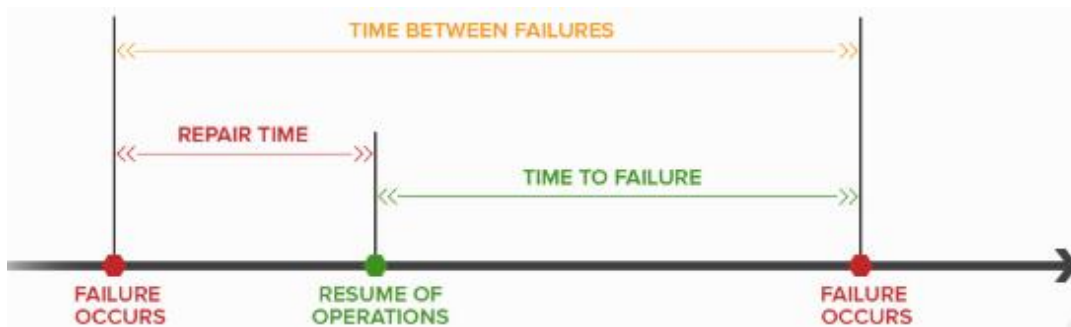 TIME BETWEEN FAILURES
REPAIR TIME
TIME TO FAILURE
FAILURE
OCCURS
RESUME OF
OPERATIONS
FAILURE
OCCURS